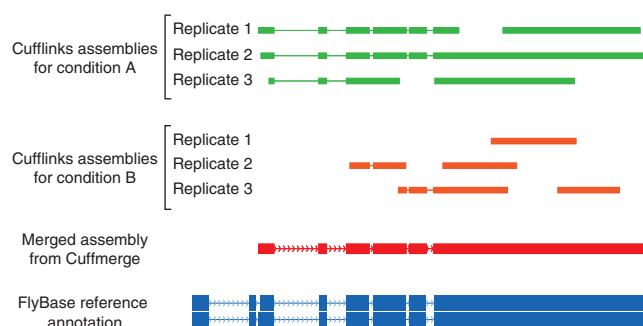 Cufflinks assemblies
for condition A
Replicate 1
Replicate 2
Replicate 3
Cufflinks assemblies
for condition B
Replicate 1
Replicate 2
Replicate 3
Merged assembly
from Cuffmerge
FlyBase reference
annotation